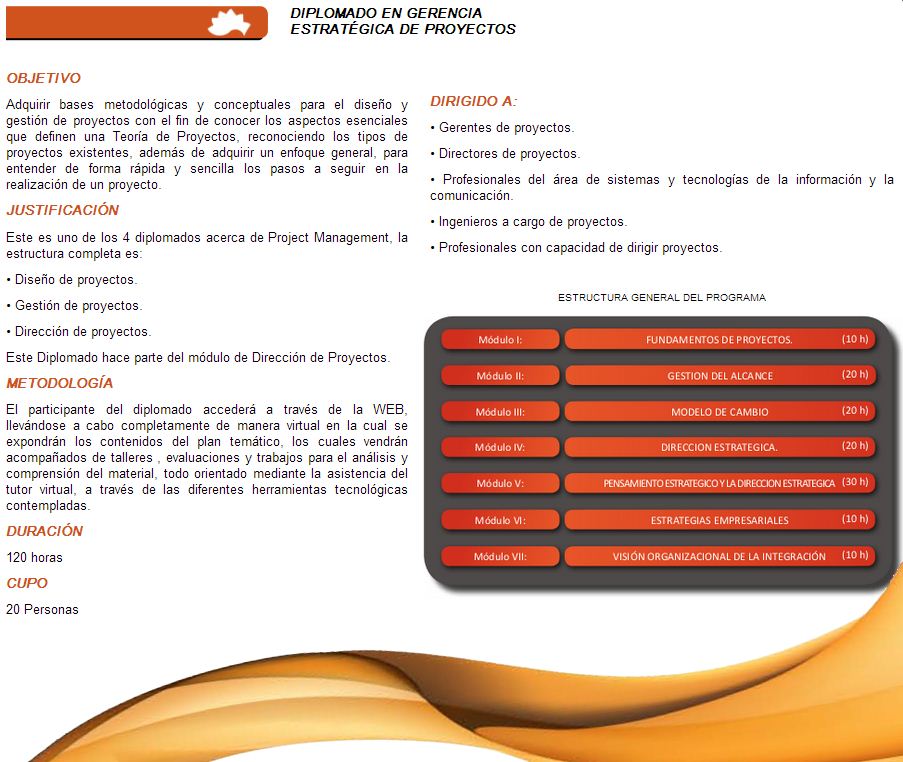 DIPLOMADO EN GERENCIA
ESTRATÉGICA DE PROYECTOS
OBJETIVO
Adquirir bases metodológicas y conceptuales para el diseño y
gestión de proyectos con el fin de conocer los aspectos esenciales
que definen una Teoría de Proyectos, reconociendo los tipos de
proyectos existentes, además de adquirir un enfoque general, para
entender de forma rápida y sencilla los pasos a seguir en la
realización de un proyecto.
JUSTIFICACIÓN
Este es uno de los 4 diplomados acerca de Project Management, la
estructura completa es:
• Diseño de proyectos.
• Gestión de proyectos.
• Dirección de proyectos.
Este Diplomado hace parte del módulo de Dirección de Proyectos.
METODOLOGÍA
El participante del diplomado accederá a través de la WEB,
llevándose a cabo completamente de manera virtual en la cual se
expondrán los contenidos del plan temático, los cuales vendrán
acompañados de talleres , evaluaciones y trabajos para el análisis y
comprensión del material, todo orientado mediante la asistencia del
tutor virtual, a través de las diferentes herramientas tecnológicas
contempladas.
DURACIÓN
120 horas
CUPO
20 Personas
DIRIGIDO A:
• Gerentes de proyectos.
• Directores de proyectos.
• Profesionales del área de sistemas y tecnologías de la información y la
comunicación.
• Ingenieros a cargo de proyectos.
• Profesionales con capacidad de dirigir proyectos.
ESTRUCTURA GENERAL DEL PROGRAMA
Módulo I: FUNDAMENTOS DE PROYECTOS. (10 h)
Módulo II: GESTION DEL ALCANCE (20 h)
Módulo III: MODELO DE CAMBIO (20 h)
Módulo IV: DIRECCION ESTRATEGICA. (20 h)
Módulo V: PENSAMIENTO ESTRATEGICO Y LA DIRECCION ESTRATEGICA (30 h)
Módulo VI: ESTRATEGIAS EMPRESARIALES (10 h)
Módulo VII: VISIÓN ORGANIZACIONAL DE LA INTEGRACIÓN (10 h)